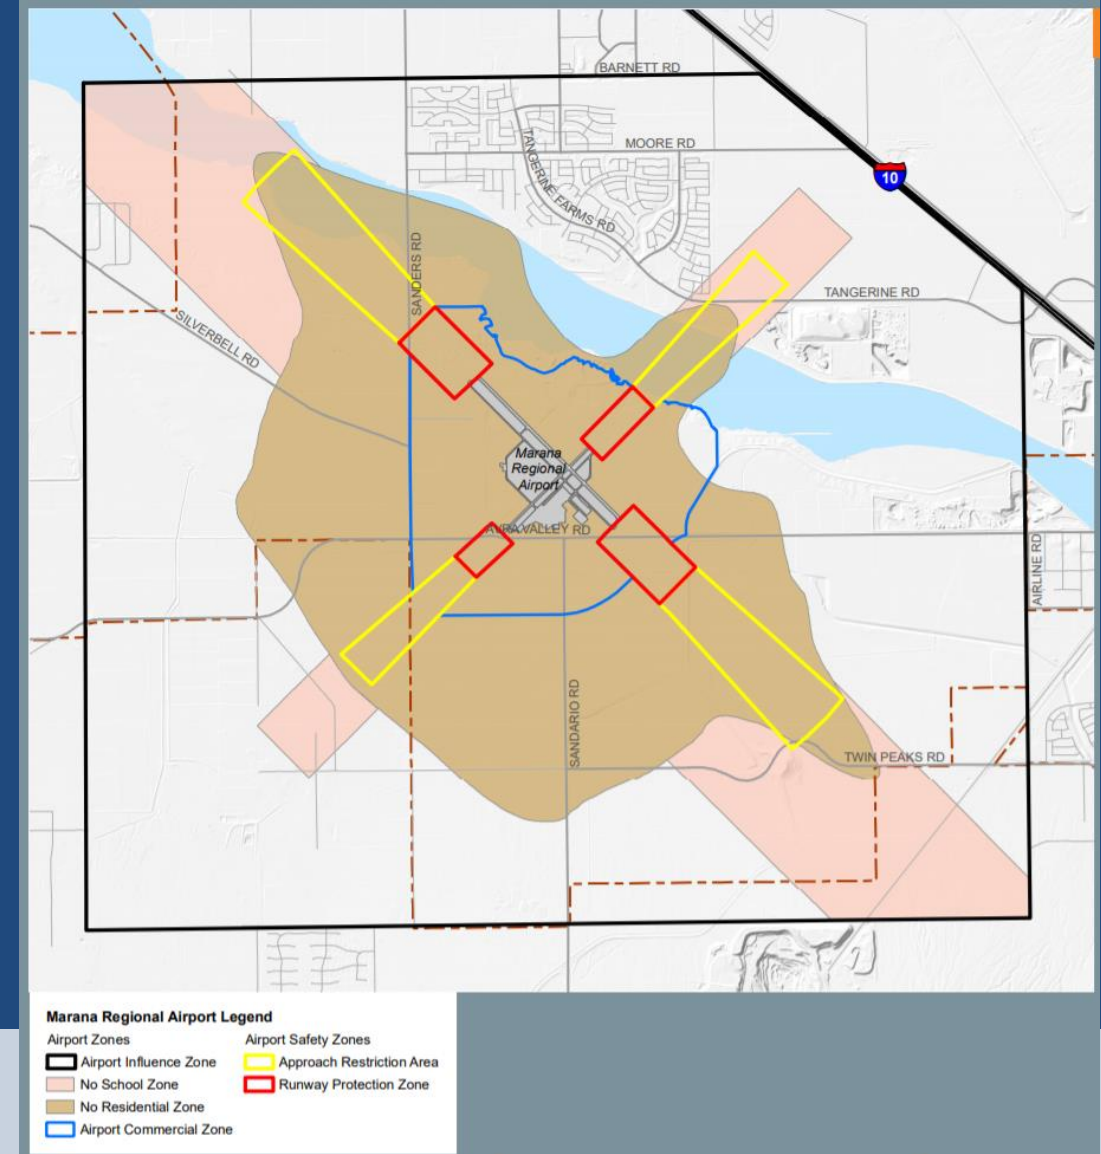 BARNETT RD
MOORE RD
TANGERINE FARMS RD
10
SANDERS RD
TANGERINE RD
SILVERBELL RD
Marana
Regional
Airport
AVRA VALLEY RD
AIRLINE RD
SANDARIO RD
TWIN PEAKS RD
Marana Regional Airport Legend
Airport Zones
Airport Influence Zone
No School Zone
No Residential Zone
Airport Commercial Zone
Airport Safety Zones
Approach Restriction Area
Runway Protection Zone